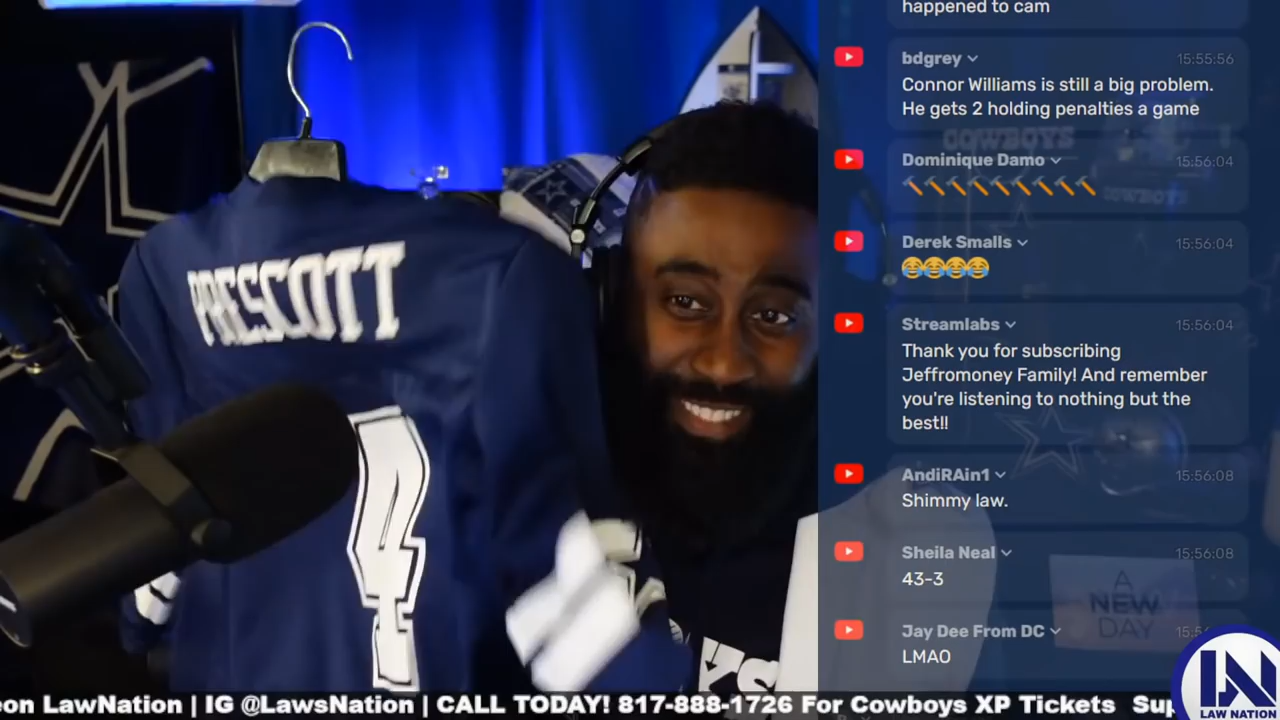 happened to cam
bdgrey
15:55:56
Connor Williams is still a big problem.
He gets 2 holding penalties a game
Dominique Damo
15:56:04
Derek Smalls
15:56:04
Streamlabs
15:56:04
Thank you for subscribing
Jeffromoney Family! And remember
you're listening to nothing but the
best!!
AndiRAin1
15:56:08
Shimmy law.
Sheila Neal
15:56:08
43-3
Jay Dee From DC
LMAO
PRESCOTT
4
COWBOYS
COWBOYS
A
NEW
DAY
LAW NATION
eon LawNation | IG @LawsNation | CALL TODAY! 817-888-1726 For Cowboys XP Tickets Sup